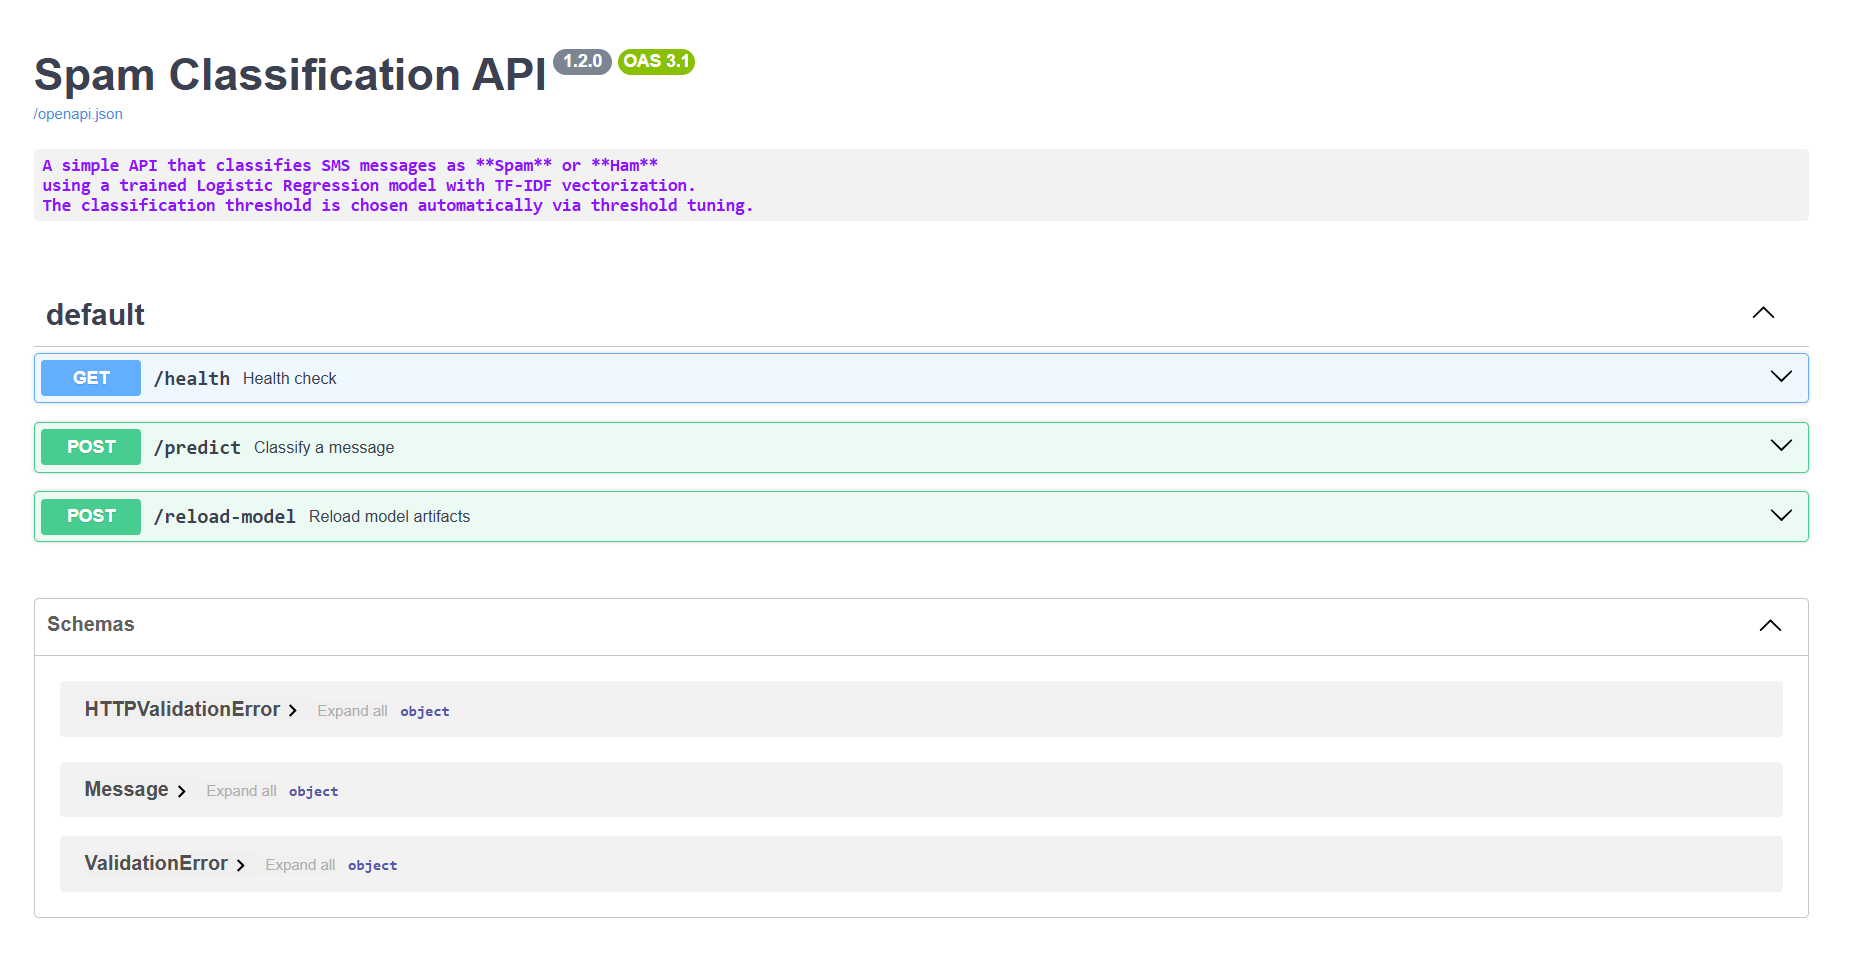 Spam Classification API 1.2.0 OAS 3.1
/openapi.json
A simple API that classifies SMS messages as **Spam** or **Ham**
using a trained Logistic Regression model with TF-IDF vectorization.
The classification threshold is chosen automatically via threshold tuning.
default
GET /health Health check
POST /predict Classify a message
POST /reload-model Reload model artifacts
Schemas
HTTPValidationError Expand all object
Message Expand all object
ValidationError Expand all object